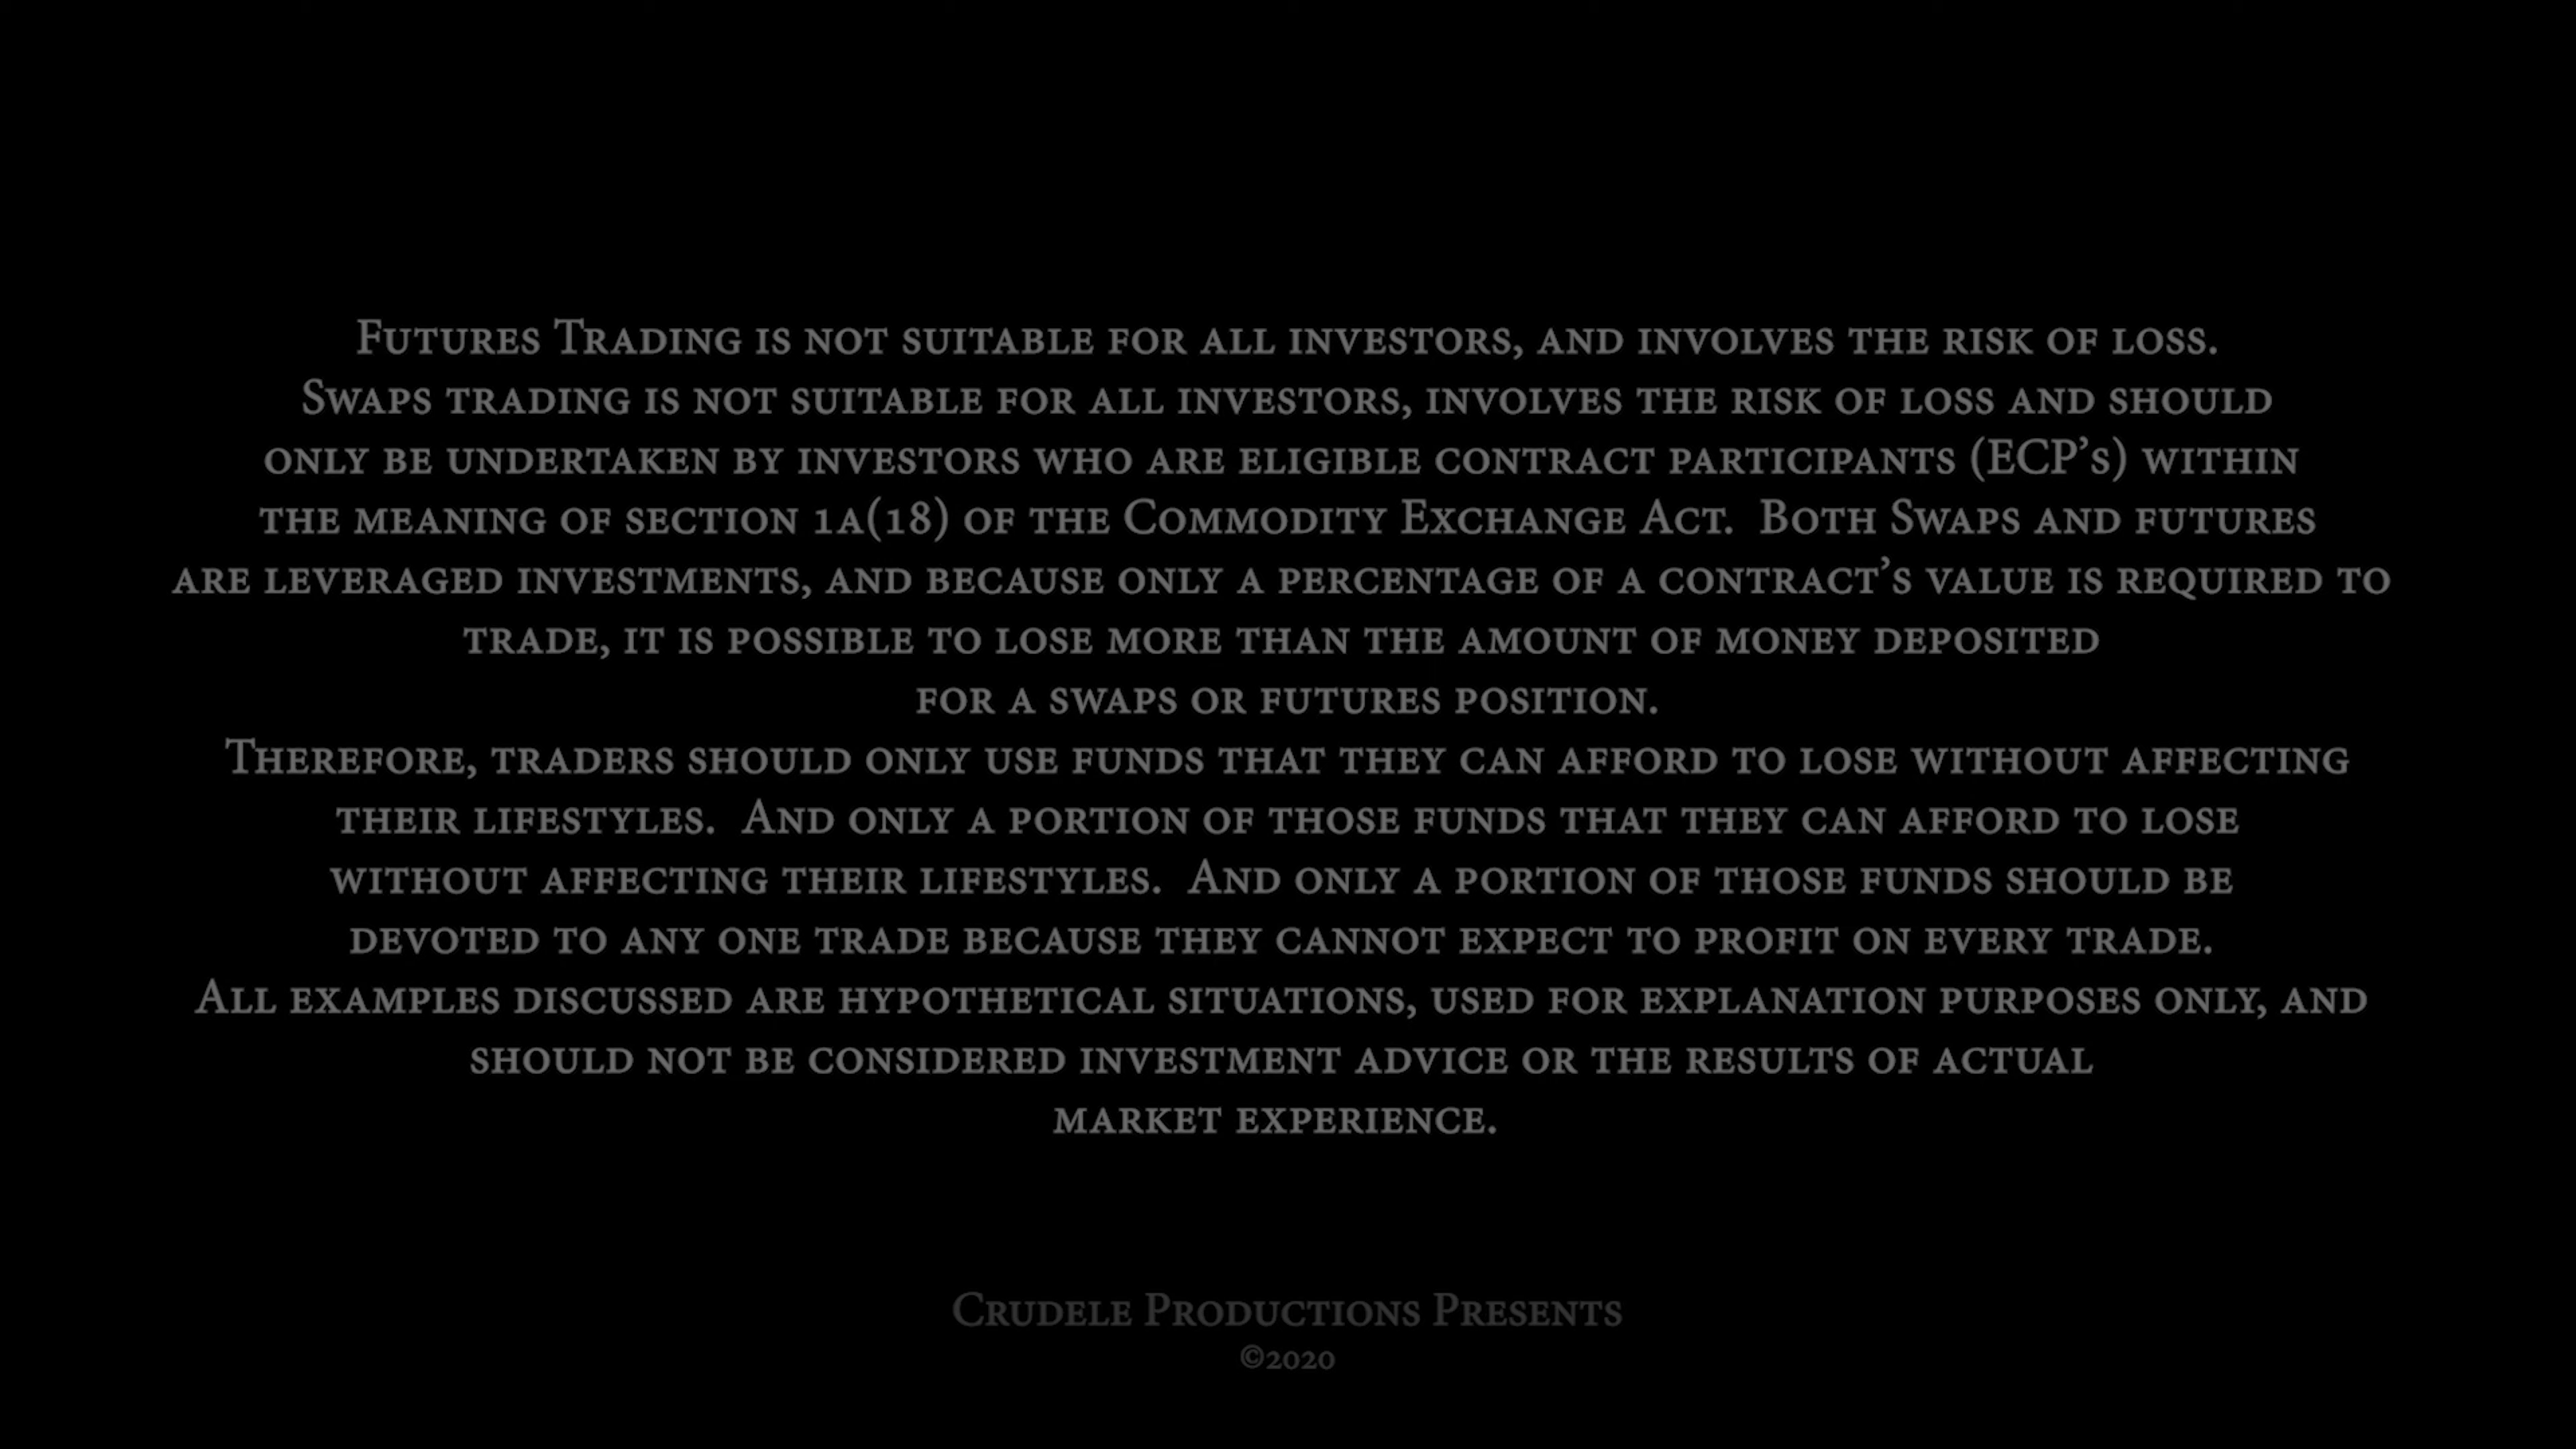 Futures Trading is not suitable for all investors, and involves the risk of loss.
Swaps trading is not suitable for all investors, involves the risk of loss and should
only be undertaken by investors who are eligible contract participants (ECP’s) within
the meaning of section 1a(18) of the Commodity Exchange Act.  Both Swaps and futures
are leveraged investments, and because only a percentage of a contract’s value is required to
trade, it is possible to lose more than the amount of money deposited
for a swaps or futures position.
Therefore, traders should only use funds that they can afford to lose without affecting
their lifestyles.  And only a portion of those funds that they can afford to lose
without affecting their lifestyles.  And only a portion of those funds should be
devoted to any one trade because they cannot expect to profit on every trade.
All examples discussed are hypothetical situations, used for explanation purposes only, and
should not be considered investment advice or the results of actual
market experience.
Crudele Productions Presents
©2020